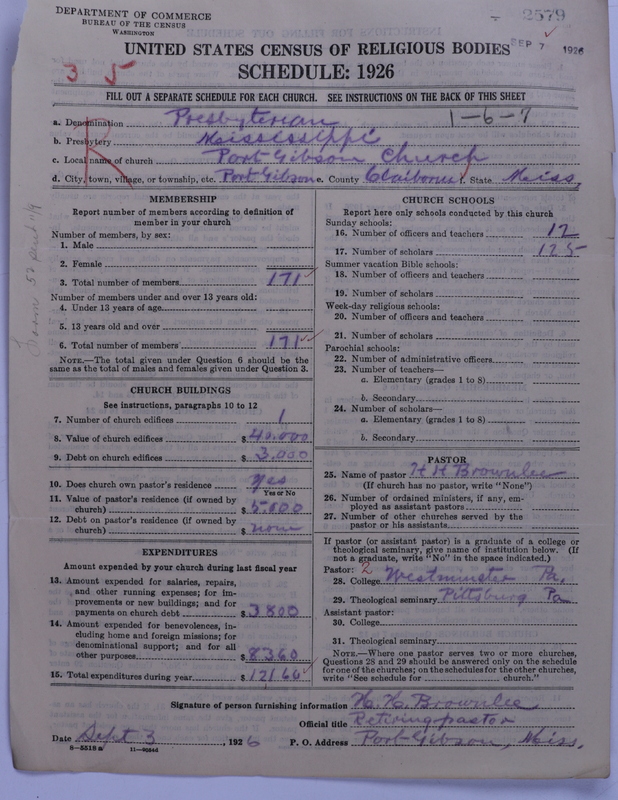 DEPARTMENT OF COMMERCE
BUREAU OF THE CENSUS
WASHINGTON
2579
SEP 7 1926
UNITED STATES CENSUS OF RELIGIOUS BODIES
SCHEDULE: 1926
3 5
FILL OUT A SEPARATE SCHEDULE FOR EACH CHURCH. SEE INSTRUCTIONS ON THE BACK OF THIS SHEET
R
a. Denomination Presbyterian 1-6-7
b. Presbytery Meississippi
c. Local name of church Port Gibson Church
d. City, town, village, or township, etc. Port Gibson e. County Claiborne f. State Meiss,
MEMBERSHIP
Report number of members according to definition of
member in your church
Number of members, by sex:
1. Male
2. Female
3. Total number of members 171
Number of members under and over 13 years old:
4. Under 13 years of age
5. 13 years old and over
6. Total number of members 171
NOTE.—The total given under Question 6 should be the
same as the total of males and females given under Question 3.
CHURCH BUILDINGS
See instructions, paragraphs 10 to 12
7. Number of church edifices 1
8. Value of church edifices $40,000
9. Debt on church edifices $3,000
10. Does church own pastor's residence Yes
Yes or No
11. Value of pastor's residence (if owned by
church) $5,000
12. Debt on pastor's residence (if owned by
church) $none
EXPENDITURES
Amount expended by your church during last fiscal year
13. Amount expended for salaries, repairs,
and other running expenses; for im-
provements or new buildings; and for
payments on church debt $3800
14. Amount expended for benevolences, in-
cluding home and foreign missions; for
denominational support; and for all
other purposes $8360
15. Total expenditures during year $12160
CHURCH SCHOOLS
Report here only schools conducted by this church
Sunday schools:
16. Number of officers and teachers 12
17. Number of scholars 125
Summer vacation Bible schools:
18. Number of officers and teachers
19. Number of scholars
Week-day religious schools:
20. Number of officers and teachers
21. Number of scholars
Parochial schools:
22. Number of administrative officers
23. Number of teachers—
a. Elementary (grades 1 to 8)
b. Secondary
24. Number of scholars—
a. Elementary (grades 1 to 8)
b. Secondary
PASTOR
25. Name of pastor H H Brownlee
(If church has no pastor, write "None")
26. Number of ordained ministers, if any, em-
ployed as assistant pastors
27. Number of other churches served by the
pastor or his assistants
If pastor (or assistant pastor) is a graduate of a college or
theological seminary, give name of institution below. (If
not a graduate, write "No" in the space indicated.)
Pastor: 2
28. College Westminster Pa,
29. Theological seminary Pittsburg Pa
Assistant pastor:
30. College
31. Theological seminary
NOTE.—Where one pastor serves two or more churches,
Questions 28 and 29 should be answered only on the schedule
for one of the churches; on the schedules for the other churches,
write "See schedule for church."
Signature of person furnishing information H. H. Brownlee
Official title Retiring pastor
Date Sept 3, 1926 P. O. Address Port Gibson, Meiss.
8-5518 a